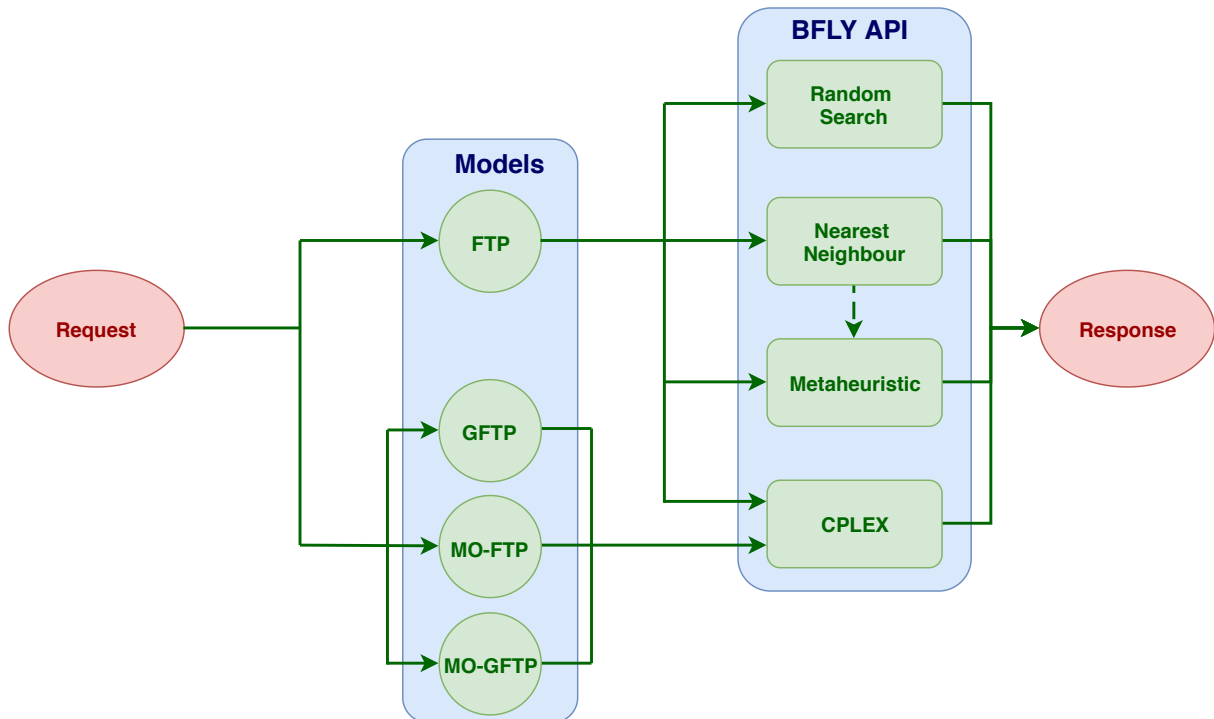 BFLY API
Random
Search
Models
FTP
Nearest
Neighbour
Request
Response
Metaheuristic
GFTP
CPLEX
MO-FTP
MO-GFTP